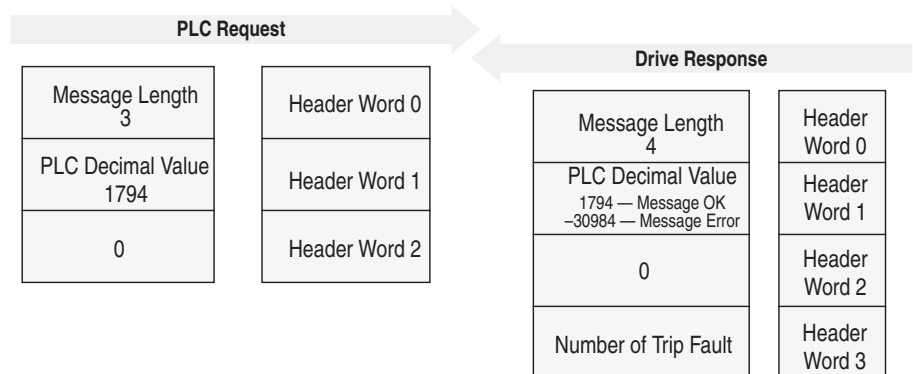 PLC Request
Message Length
3
Header Word 0
PLC Decimal Value
1794
Header Word 1
0
Header Word 2
Drive Response
Message Length
4
Header
Word 0
PLC Decimal Value
1794 — Message OK
–30984 — Message Error
Header
Word 1
0
Header
Word 2
Number of Trip Fault
Header
Word 3